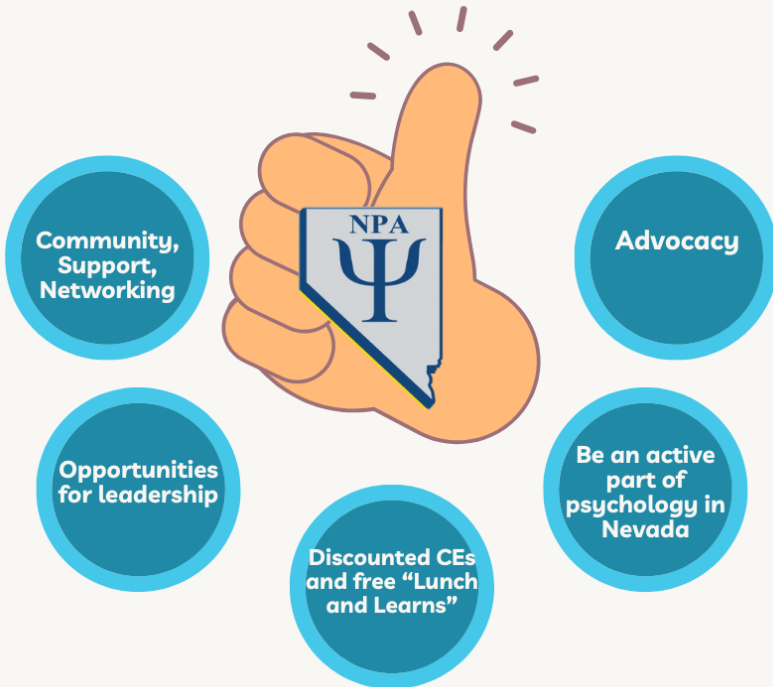 NPA
Ψ
Community,
Support,
Networking
Advocacy
Opportunities
for leadership
Be an active
part of
psychology in
Nevada
Discounted CEs
and free “Lunch
and Learns”